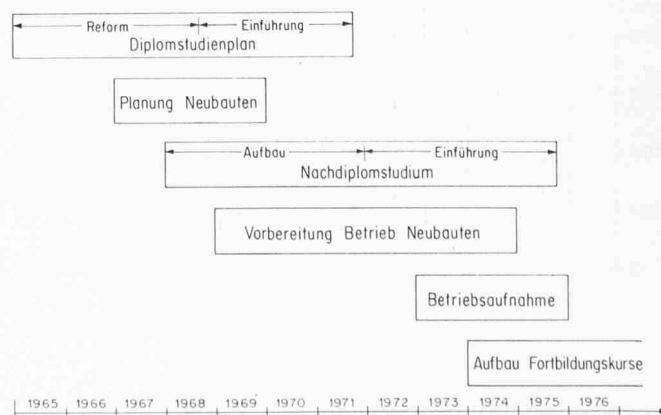 Reform Einführung
Diplomstudienplan
Planung Neubauten
Aufbau Einführung
Nachdiplomstudium
Vorbereitung Betrieb Neubauten
Betriebsaufnahme
Aufbau Fortbildungskurse
1965 1966 1967 1968 1969 1970 1971 1972 1973 1974 1975 1976